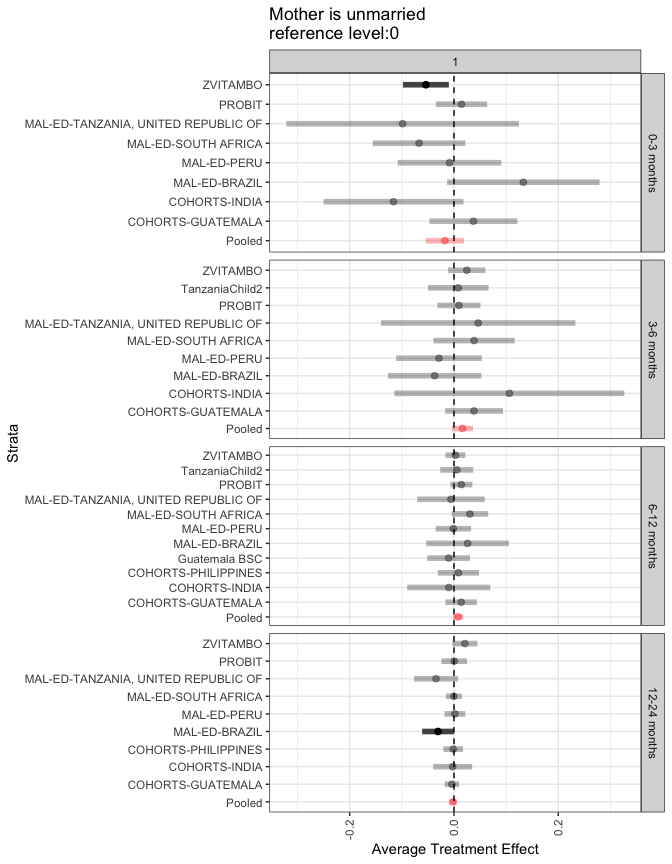 Mother is unmarried
reference level:0
1
ZVITAMBO
PROBIT
MAL-ED-TANZANIA, UNITED REPUBLIC OF
MAL-ED-SOUTH AFRICA
MAL-ED-PERU
MAL-ED-BRAZIL
COHORTS-INDIA
COHORTS-GUATEMALA
Pooled
0-3 months
ZVITAMBO
TanzaniaChild2
PROBIT
MAL-ED-TANZANIA, UNITED REPUBLIC OF
MAL-ED-SOUTH AFRICA
MAL-ED-PERU
MAL-ED-BRAZIL
COHORTS-INDIA
COHORTS-GUATEMALA
Pooled
3-6 months
Strata
ZVITAMBO
TanzaniaChild2
PROBIT
MAL-ED-TANZANIA, UNITED REPUBLIC OF
MAL-ED-SOUTH AFRICA
MAL-ED-PERU
MAL-ED-BRAZIL
Guatemala BSC
COHORTS-PHILIPPINES
COHORTS-INDIA
COHORTS-GUATEMALA
Pooled
6-12 months
ZVITAMBO
PROBIT
MAL-ED-TANZANIA, UNITED REPUBLIC OF
MAL-ED-SOUTH AFRICA
MAL-ED-PERU
MAL-ED-BRAZIL
COHORTS-PHILIPPINES
COHORTS-INDIA
COHORTS-GUATEMALA
Pooled
12-24 months
-0.2
0.0
0.2
Average Treatment Effect